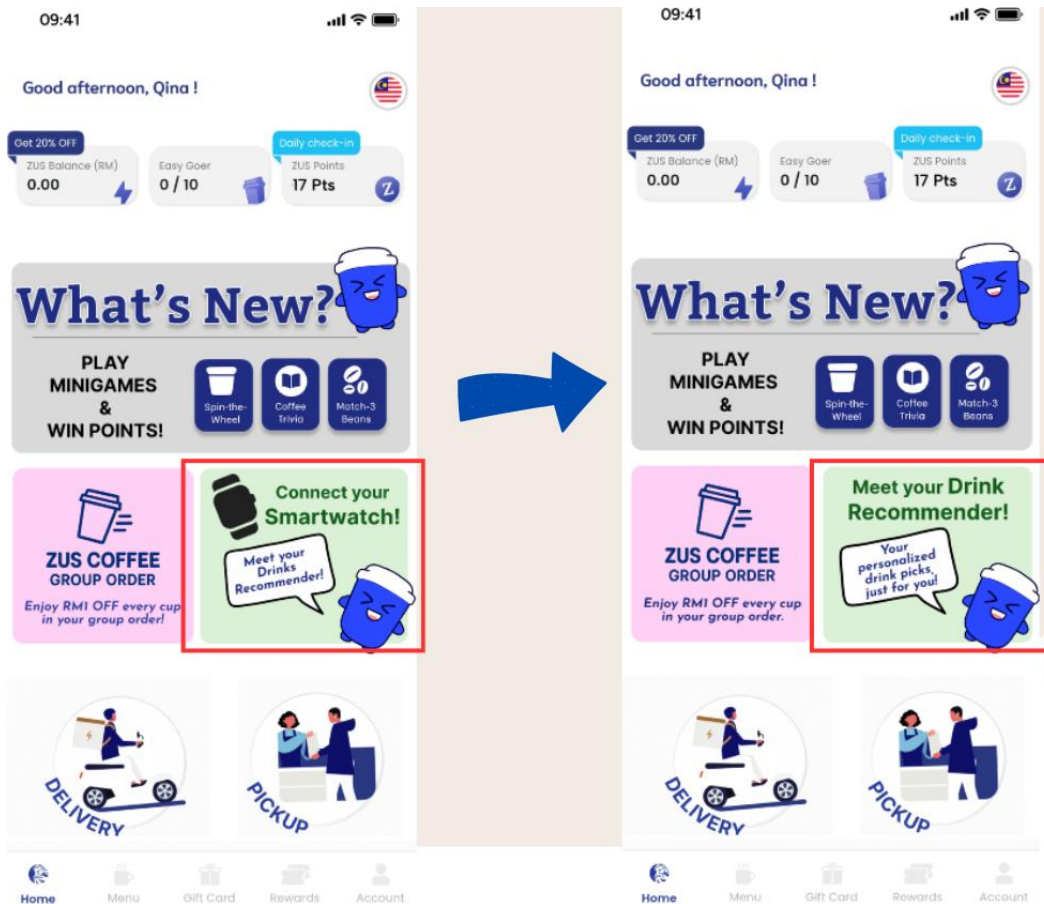 09:41
Good afternoon, Qina !
Get 20% OFF
Daily check-in
ZUS Balance (RM)
0.00
Easy Goer
0 / 10
ZUS Points
17 Pts
Z
What's New?
PLAY
MINIGAMES
&
WIN POINTS!
Spin-the-
Wheel
Coffee
Trivia
Match-3
Beans
ZUS COFFEE
GROUP ORDER
Enjoy RM1 OFF every cup
in your group order!
Connect your
Smartwatch!
Meet your
Drinks
Recommender!
DELIVERY
PICKUP
Home
Menu
Gift Card
Rewards
Account
09:41
Good afternoon, Qina !
Get 20% OFF
Daily check-in
ZUS Balance (RM)
0.00
Easy Goer
0 / 10
ZUS Points
17 Pts
Z
What's New?
PLAY
MINIGAMES
&
WIN POINTS!
Spin-the-
Wheel
Coffee
Trivia
Match-3
Beans
ZUS COFFEE
GROUP ORDER
Enjoy RM1 OFF every cup
in your group order.
Meet your Drink
Recommender!
Your
personalized
drink picks,
just for you!
DELIVERY
PICKUP
Home
Menu
Gift Card
Rewards
Account